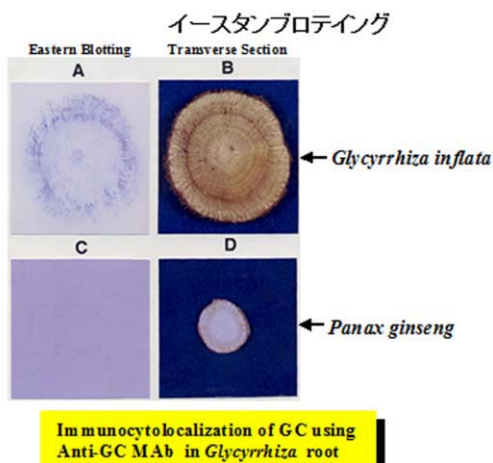 イースタンブロテイング
Eastern Blotting Transverse Section
A B
Glycyrrhiza inflata
C D
Panax ginseng
Immunocytolocalization of GC using
Anti-GC MAb in Glycyrrhiza root